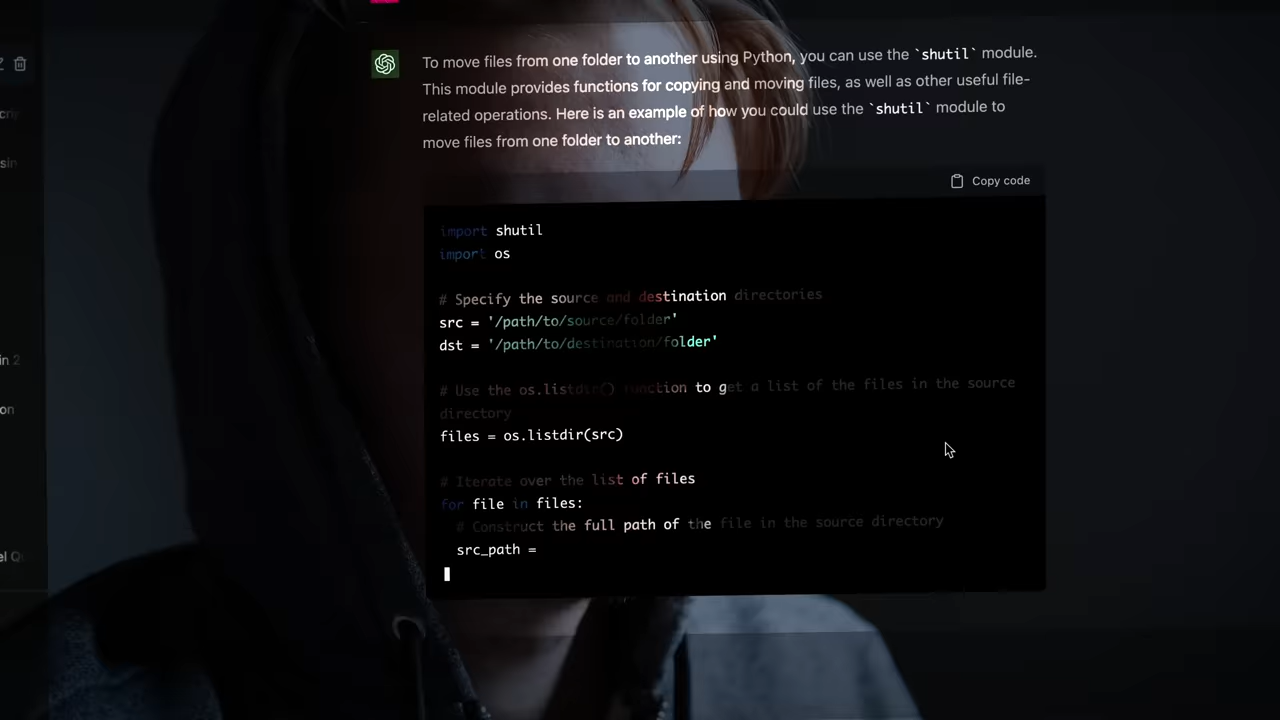 To move files from one folder to another using Python, you can use the `shutil` module.
This module provides functions for copying and moving files, as well as other useful file-
related operations. Here is an example of how you could use the `shutil` module to
move files from one folder to another:
Copy code
import shutil
import os
# Specify the source and destination directories
src = '/path/to/source/folder'
dst = '/path/to/destination/folder'
# Use the os.listdir() function to get a list of the files in the source
directory
files = os.listdir(src)
# Iterate over the list of files
for file in files:
# Construct the full path of the file in the source directory
src_path =
sin
in 2
on
el Q